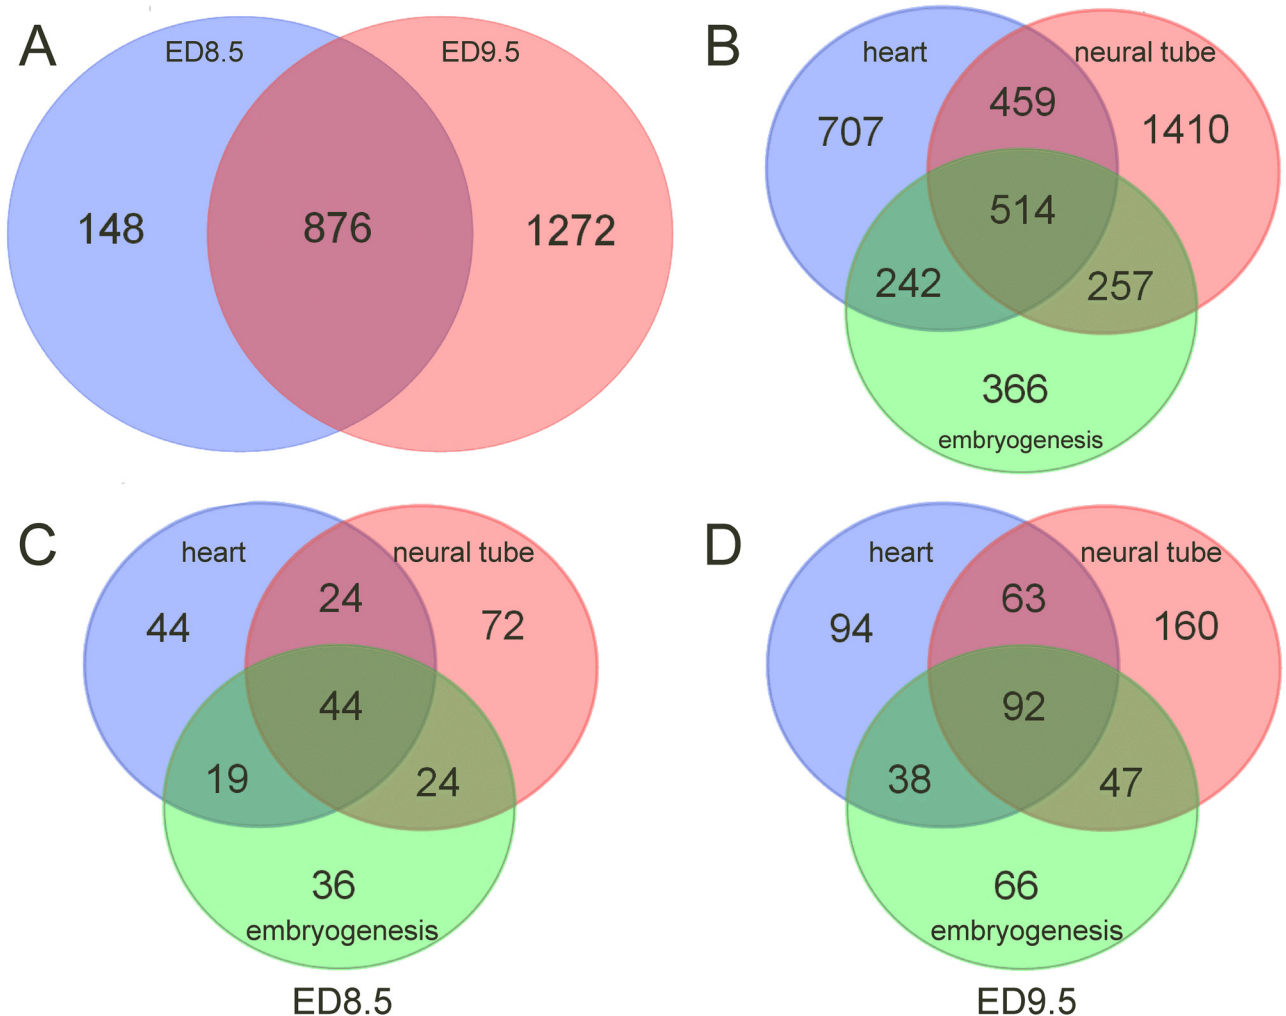 A
ED8.5
ED9.5
148
876
1272
B
heart
neural tube
707
459
1410
514
242
257
366
embryogenesis
C
heart
neural tube
44
24
72
44
19
24
36
embryogenesis
ED8.5
D
heart
neural tube
94
63
160
92
38
47
66
embryogenesis
ED9.5